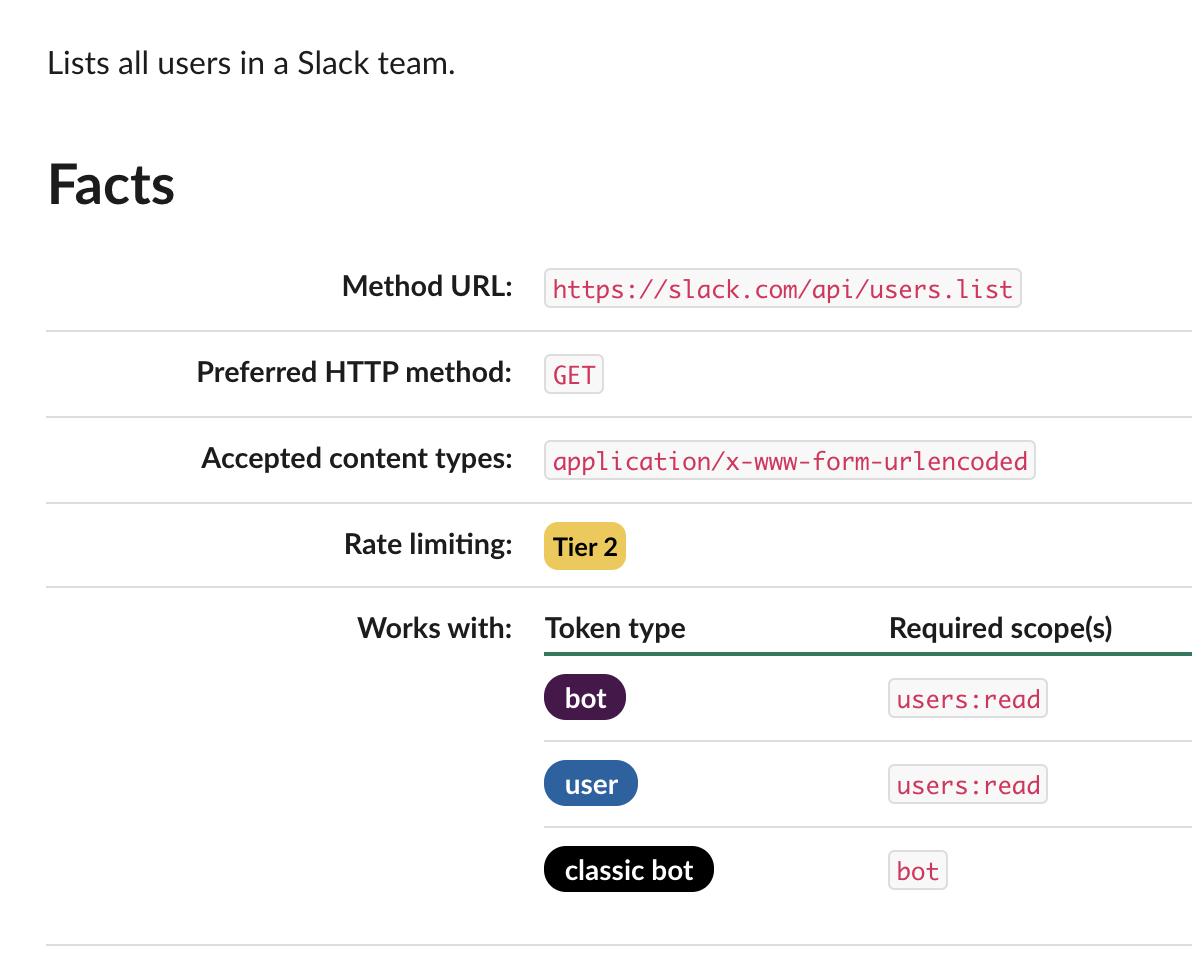 Lists all users in a Slack team.
Facts
Method URL: https://slack.com/api/users.list
Preferred HTTP method: GET
Accepted content types: application/x-www-form-urlencoded
Rate limiting: Tier 2
Works with: Token type Required scope(s)
bot users:read
user users:read
classic bot bot